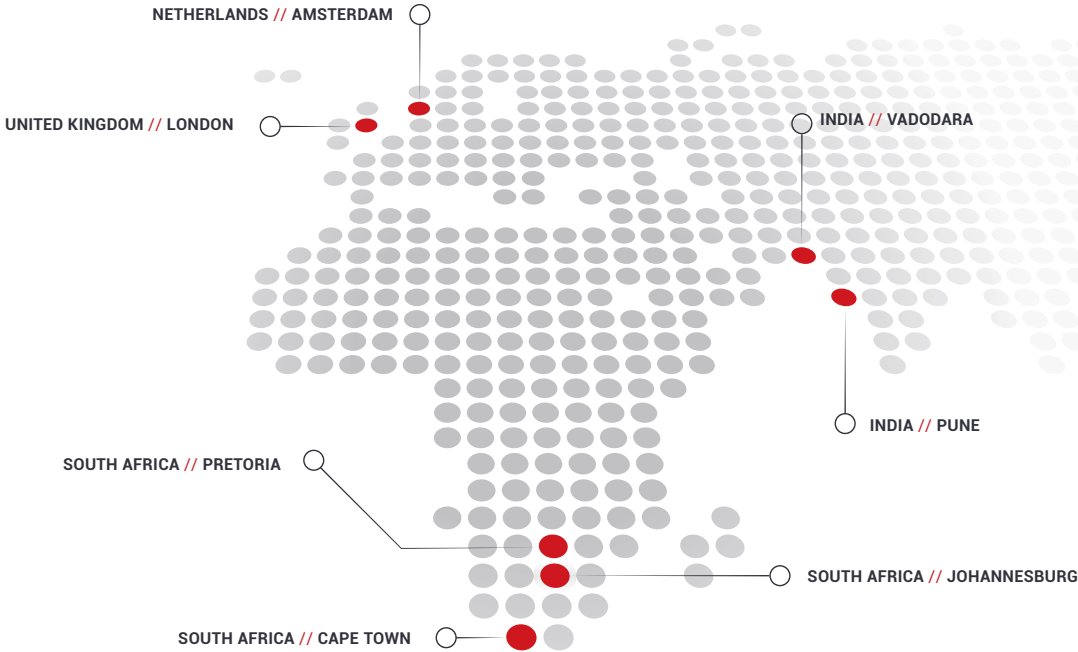 NETHERLANDS // AMSTERDAM
UNITED KINGDOM // LONDON
INDIA // VADODARA
INDIA // PUNE
SOUTH AFRICA // PRETORIA
SOUTH AFRICA // JOHANNESBURG
SOUTH AFRICA // CAPE TOWN